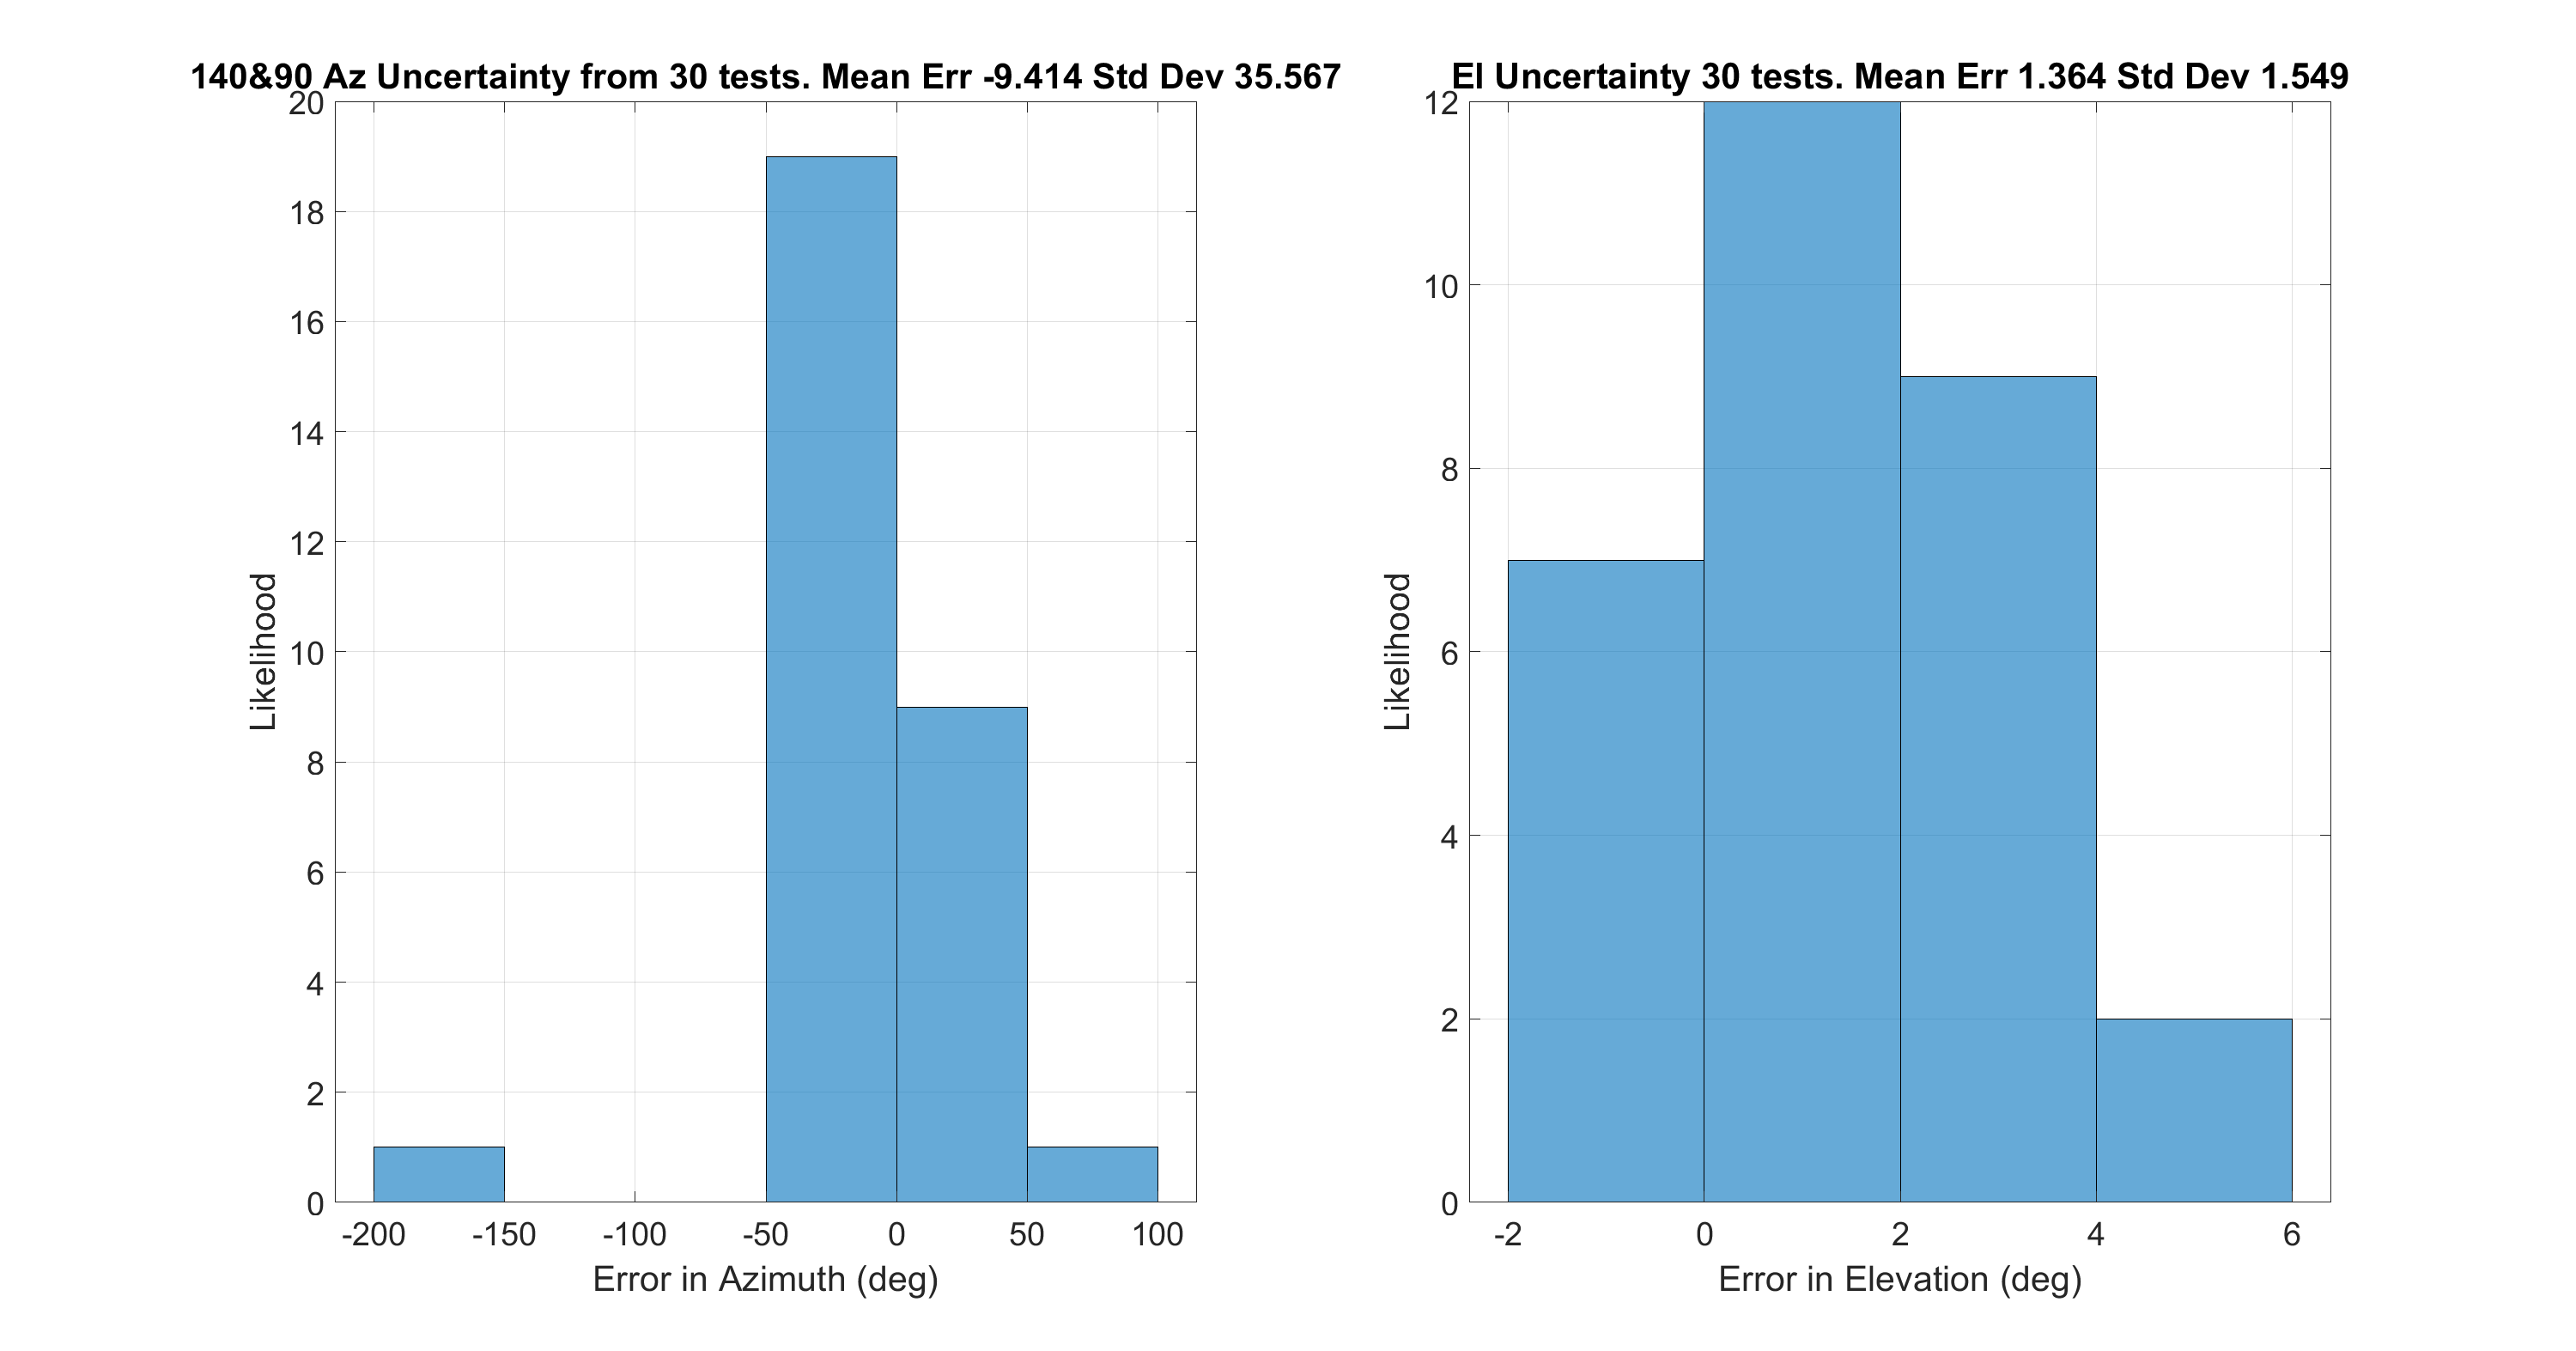 140&90 Az Uncertainty from 30 tests. Mean Err -9.414 Std Dev 35.567
20
18
16
14
12
10
8
6
4
2
0
Likelihood
-200 -150 -100 -50 0 50 100
Error in Azimuth (deg)
El Uncertainty 30 tests. Mean Err 1.364 Std Dev 1.549
12
10
8
6
4
2
0
Likelihood
-2 0 2 4 6
Error in Elevation (deg)